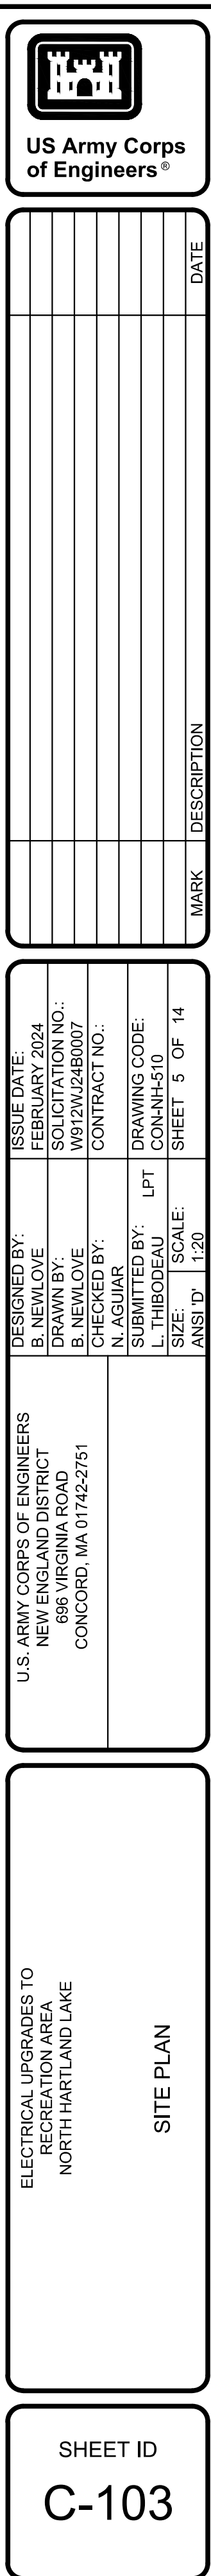 US Army Corps
of Engineers®
DATE
DESCRIPTION
MARK
ISSUE DATE:
FEBRUARY 2024
SOLICITATION NO.:
W912WJ24B0007
CONTRACT NO.:
DRAWING CODE:
CON-NH-510
SHEET 5 OF 14
DESIGNED BY:
B. NEWLOVE
DRAWN BY:
B. NEWLOVE
CHECKED BY:
N. AGUIAR
SUBMITTED BY:
L. THIBODEAU
LPT
SIZE:
ANSI 'D'
SCALE:
1:20
U.S. ARMY CORPS OF ENGINEERS
NEW ENGLAND DISTRICT
696 VIRGINIA ROAD
CONCORD, MA 01742-2751
ELECTRICAL UPGRADES TO
RECREATION AREA
NORTH HARTLAND LAKE
SITE PLAN
SHEET ID
C-103